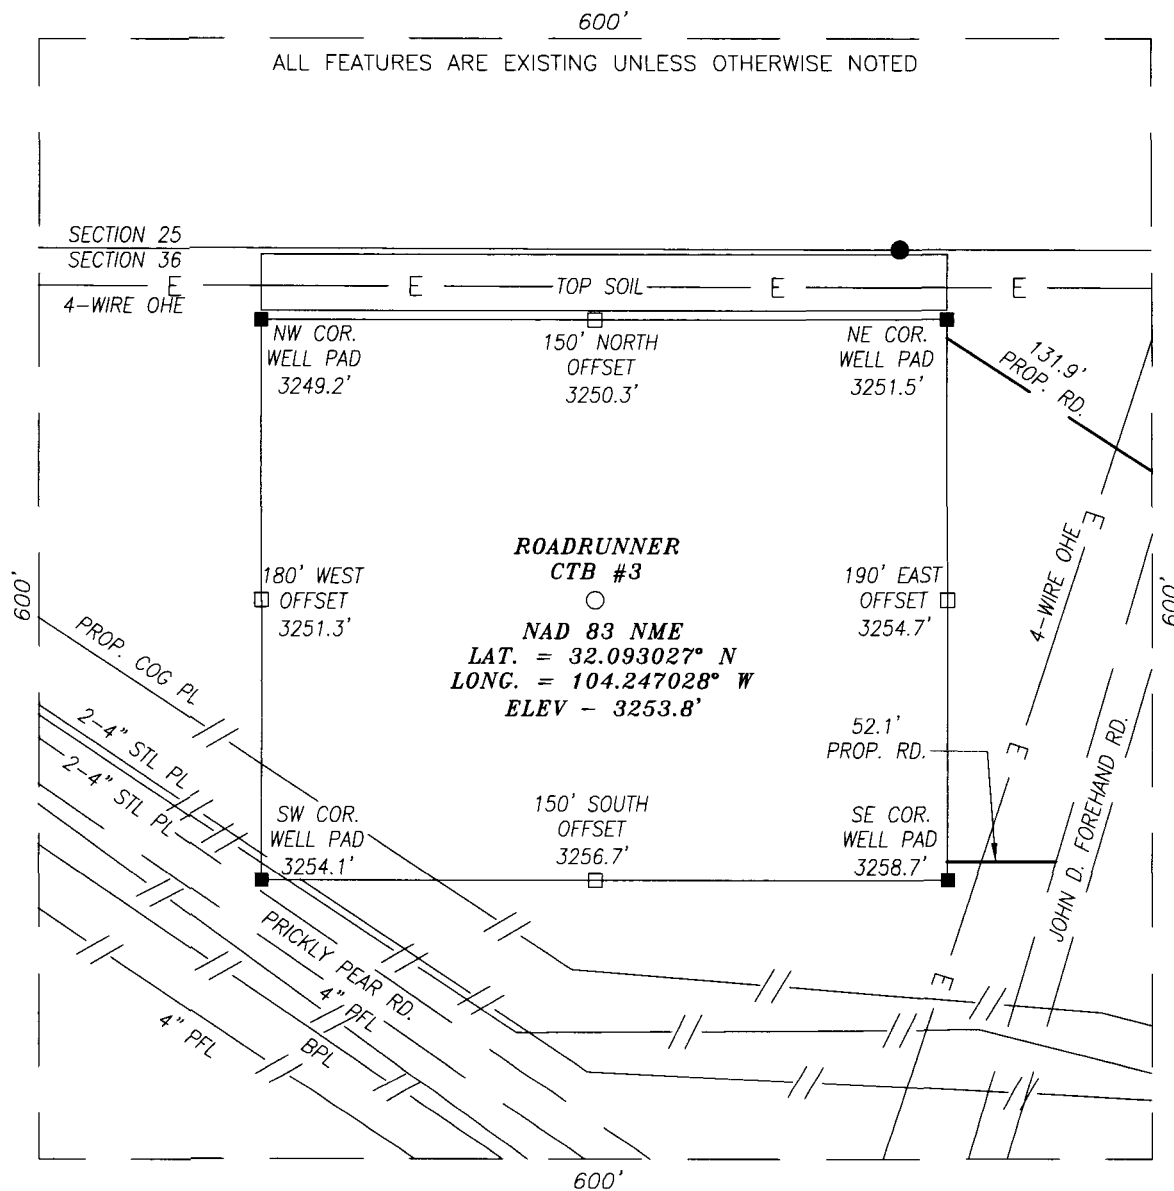 600'
ALL FEATURES ARE EXISTING UNLESS OTHERWISE NOTED
SECTION 25
SECTION 36
E
E
TOP SOIL
E
E
4-WIRE OHE
NW COR.
WELL PAD
3249.2'
150' NORTH
OFFSET
3250.3'
NE COR.
WELL PAD
3251.5'
131.9'
PROP. RD.
E
E
4-WIRE OHE
600'
180' WEST
OFFSET
3251.3'
ROADRUNNER
CTB #3
NAD 83 NME
LAT. = 32.093027° N
LONG. = 104.247028° W
ELEV - 3253.8'
190' EAST
OFFSET
3254.7'
600'
PROP. COG PL
2-4" STL PL
2-4" STL PL
52.1'
PROP. RD.
E
JOHN D. FOREHAND RD.
SW COR.
WELL PAD
3254.1'
150' SOUTH
OFFSET
3256.7'
SE COR.
WELL PAD
3258.7'
PRICKLY PEAR RD.
4" PFL
E
4" PFL
BPL
600'